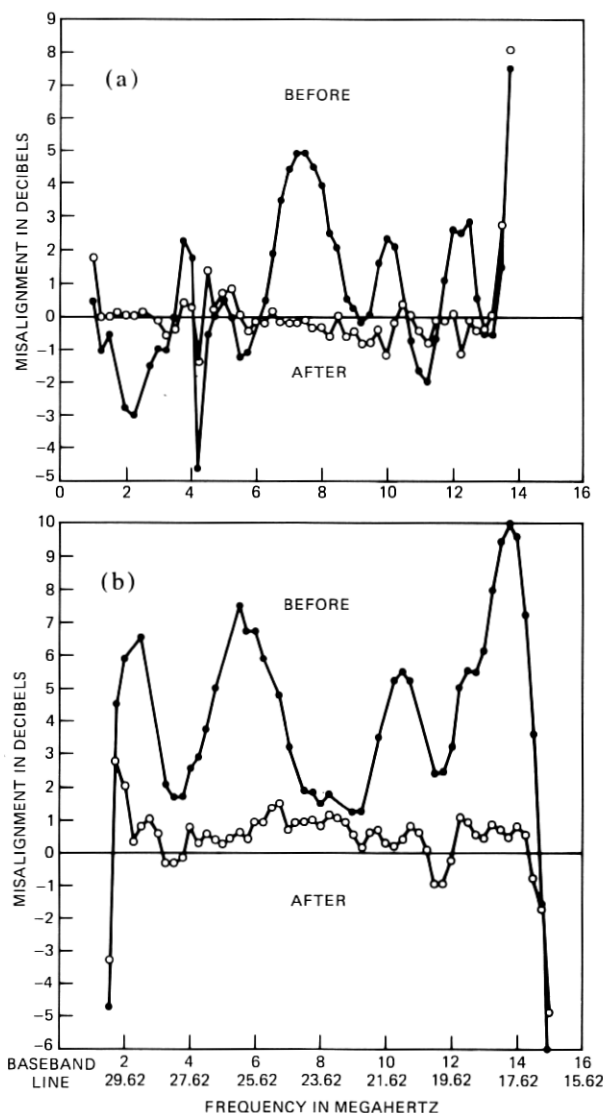 9
8
7
6
5
4
3
2
1
0
-1
-2
-3
-4
-5
(a)
BEFORE
AFTER
MISALIGNMENT IN DECIBELS
0 2 4 6 8 10 12 14 16
10
9
8
7
6
5
4
3
2
1
0
-1
-2
-3
-4
-5
-6
(b)
BEFORE
AFTER
MISALIGNMENT IN DECIBELS
BASEBAND 2 4 6 8 10 12 14 16
LINE 29.62 27.62 25.62 23.62 21.62 19.62 17.62 15.62
FREQUENCY IN MEGAHERTZ